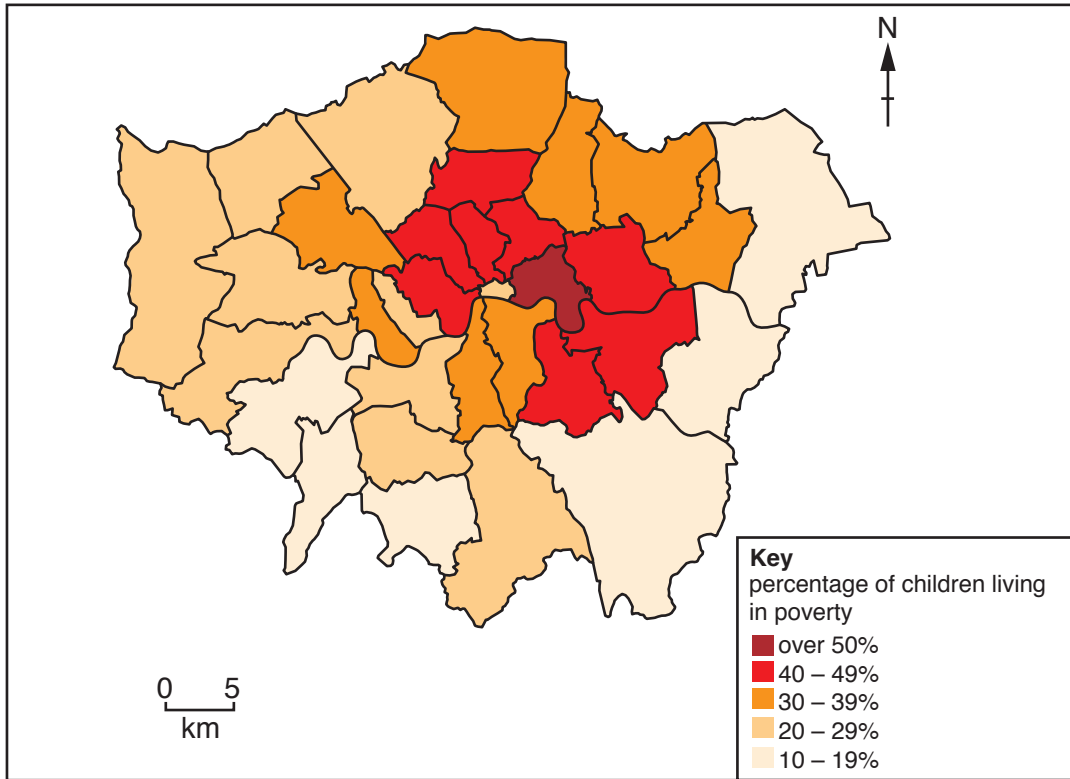 N
0 5
km
Key
percentage of children living
in poverty
over 50%
40 – 49%
30 – 39%
20 – 29%
10 – 19%